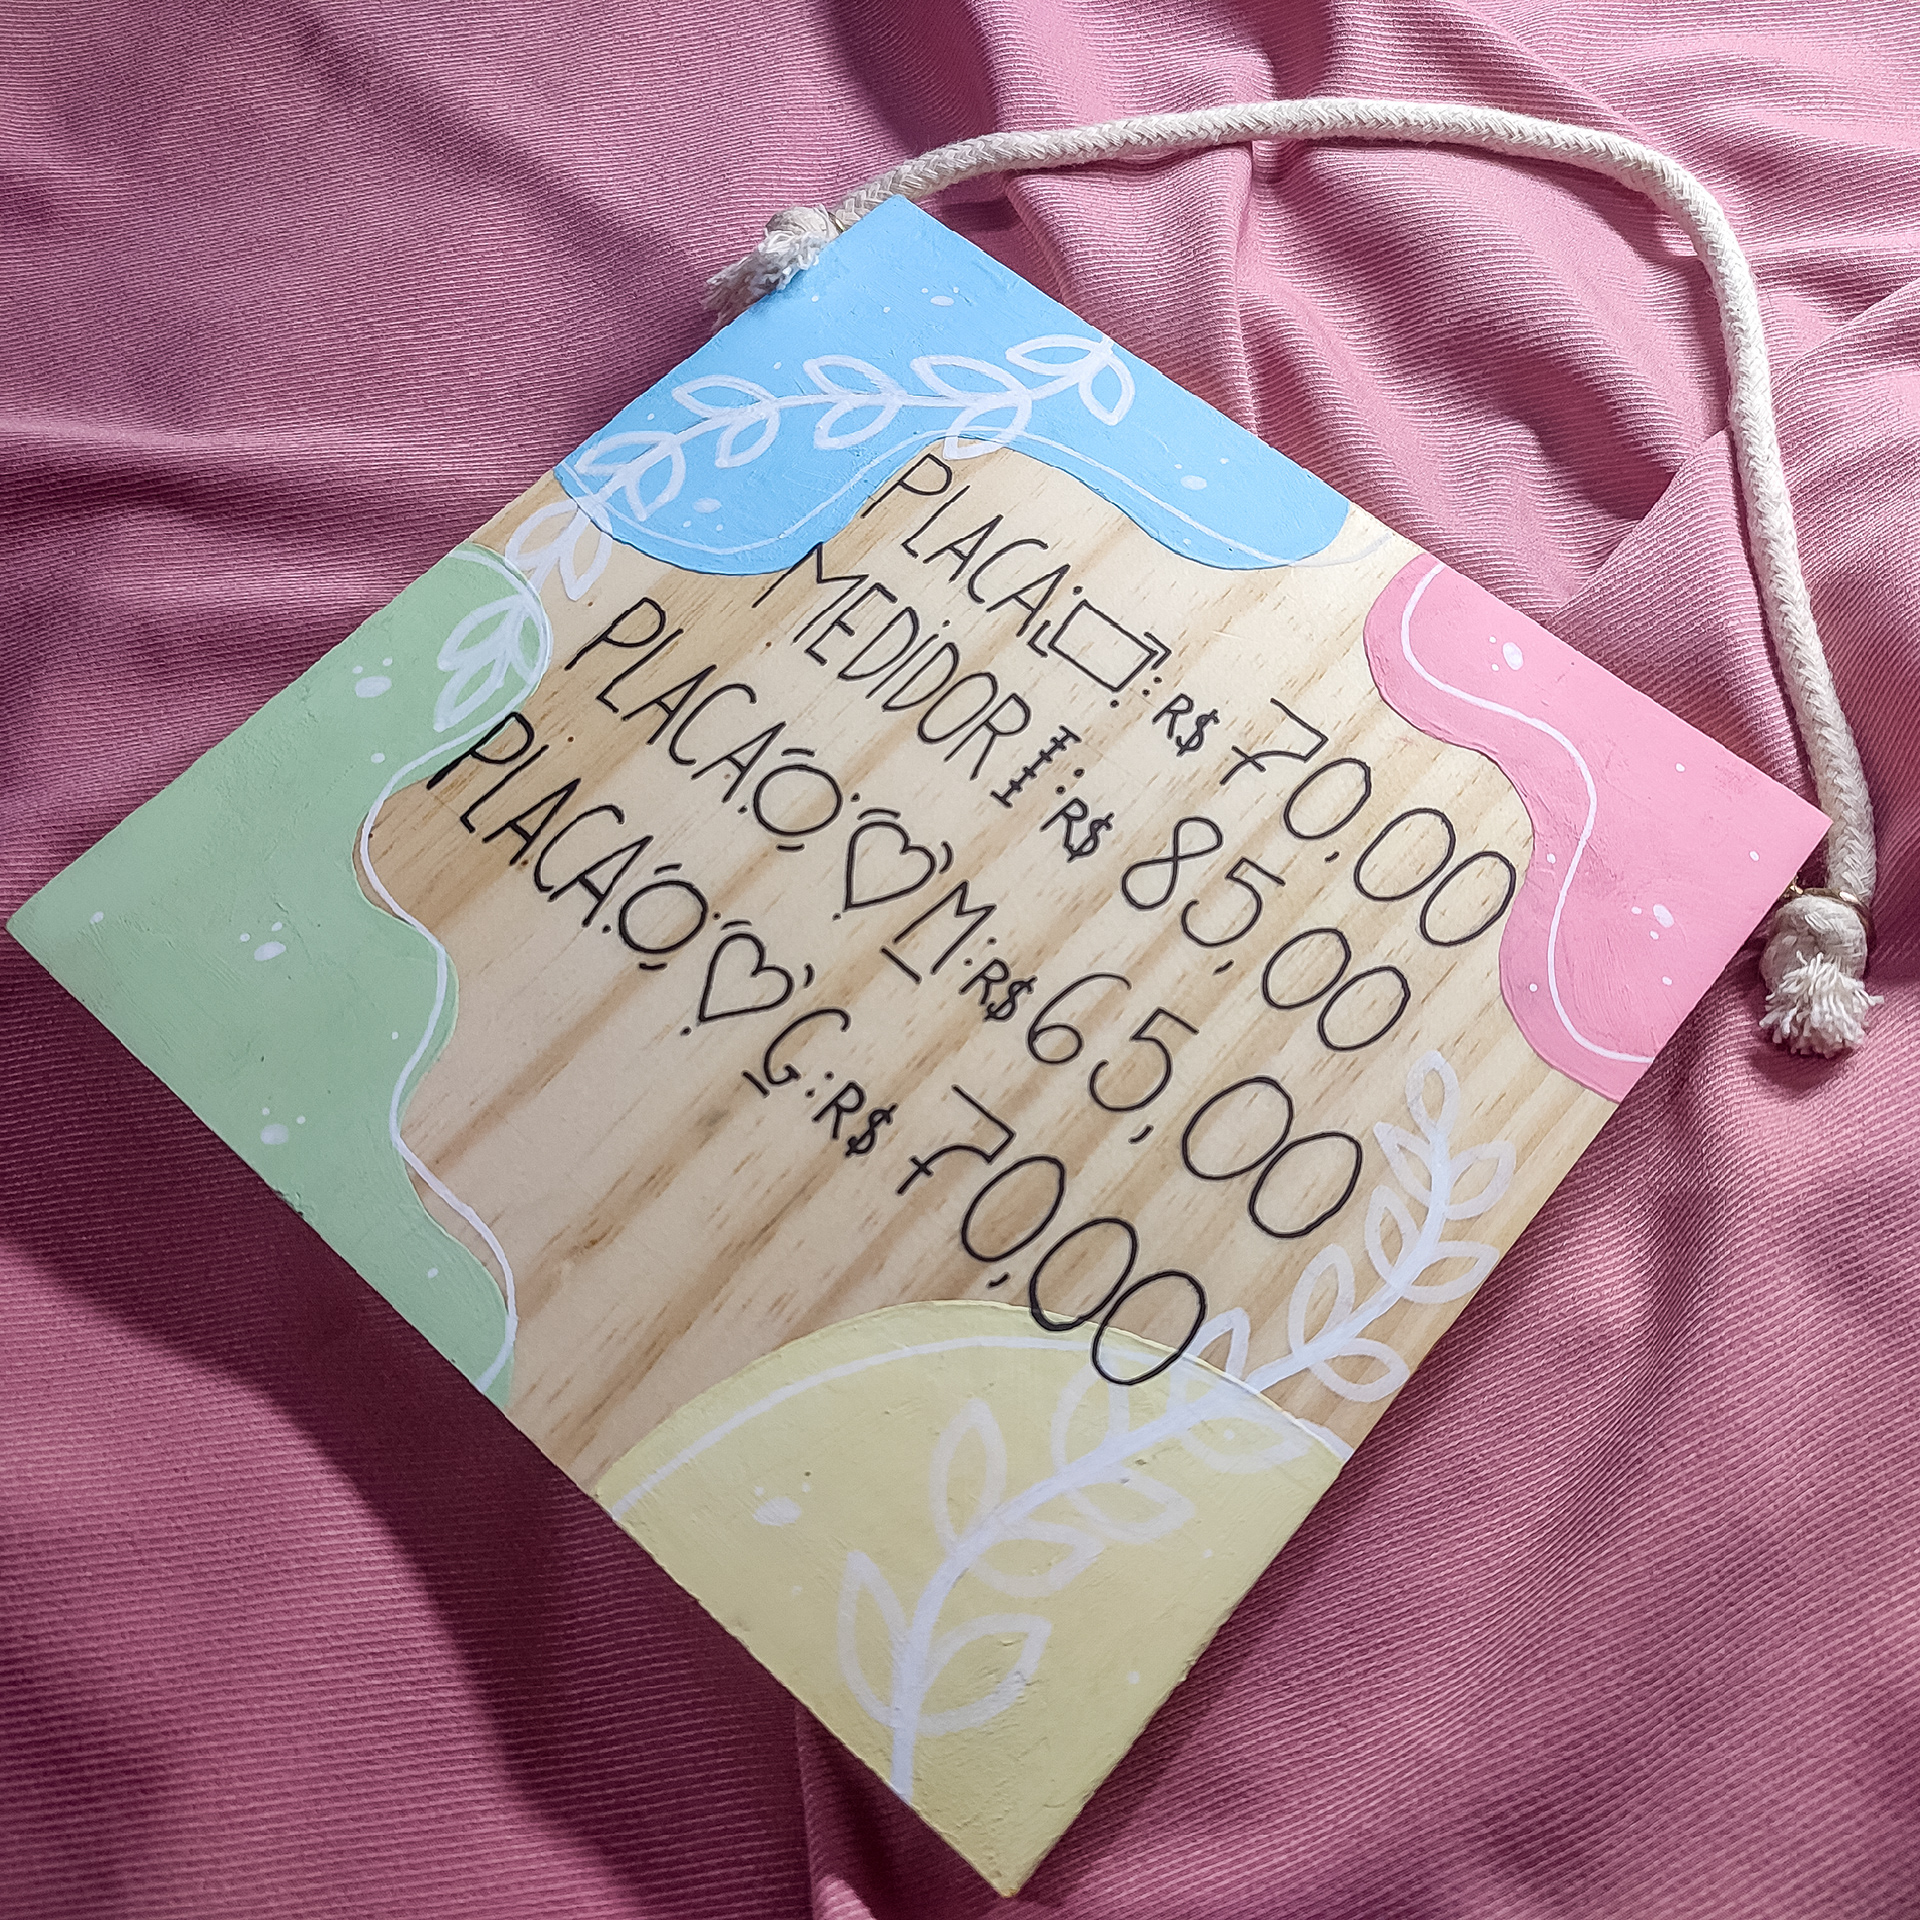 PLACA: R$ 70,00
MEDIDOR: R$ 85,00
PLACA M: R$ 65,00
PLACA G: R$ 70,00